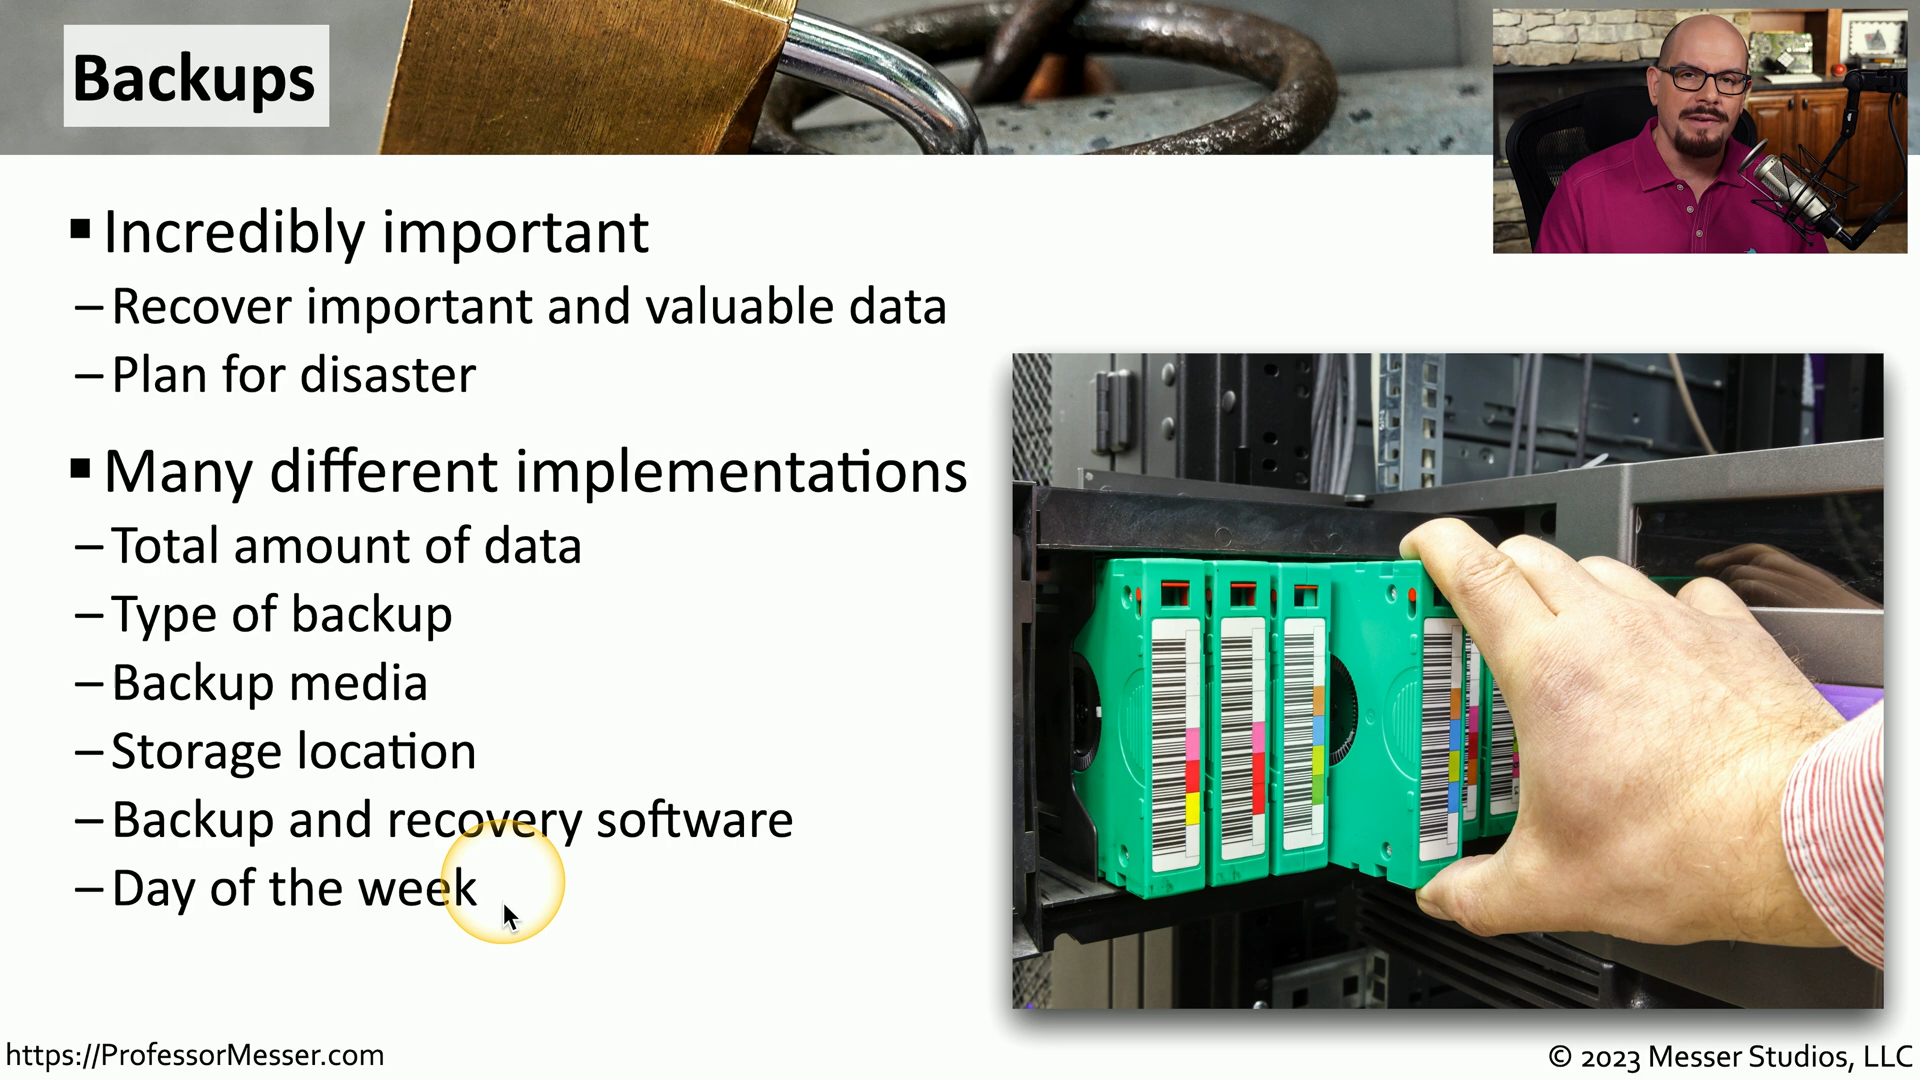 Backups
▪ Incredibly important
– Recover important and valuable data
– Plan for disaster
▪ Many different implementations
– Total amount of data
– Type of backup
– Backup media
– Storage location
– Backup and recovery software
– Day of the week
https://ProfessorMesser.com
© 2023 Messer Studios, LLC